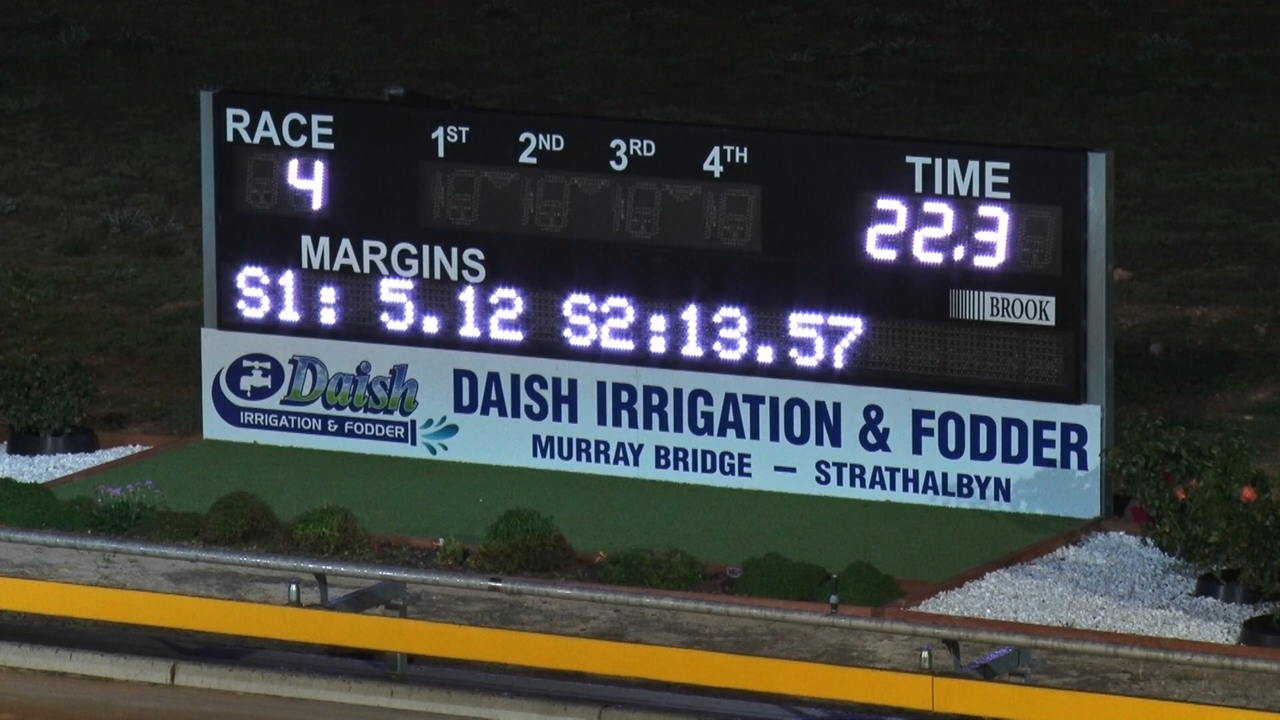 RACE 1ST 2ND 3RD 4TH TIME
4 22.3
MARGINS
S1: 5.12 S2:13.57
BROOK
Daish
IRRIGATION & FODDER
DAISH IRRIGATION & FODDER
MURRAY BRIDGE — STRATHALBYN